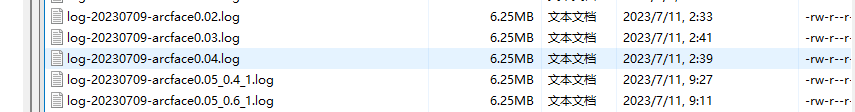 log-20230709-arcface0.02.log 6.25MB 文本文档 2023/7/11, 2:33 -rw-r--r-
log-20230709-arcface0.03.log 6.25MB 文本文档 2023/7/11, 2:41 -rw-r--r-
log-20230709-arcface0.04.log 6.25MB 文本文档 2023/7/11, 2:39 -rw-r--r-
log-20230709-arcface0.05_0.4_1.log 6.25MB 文本文档 2023/7/11, 9:27 -rw-r--r-
log-20230709-arcface0.05_0.6_1.log 6.25MB 文本文档 2023/7/11, 9:11 -rw-r--r-